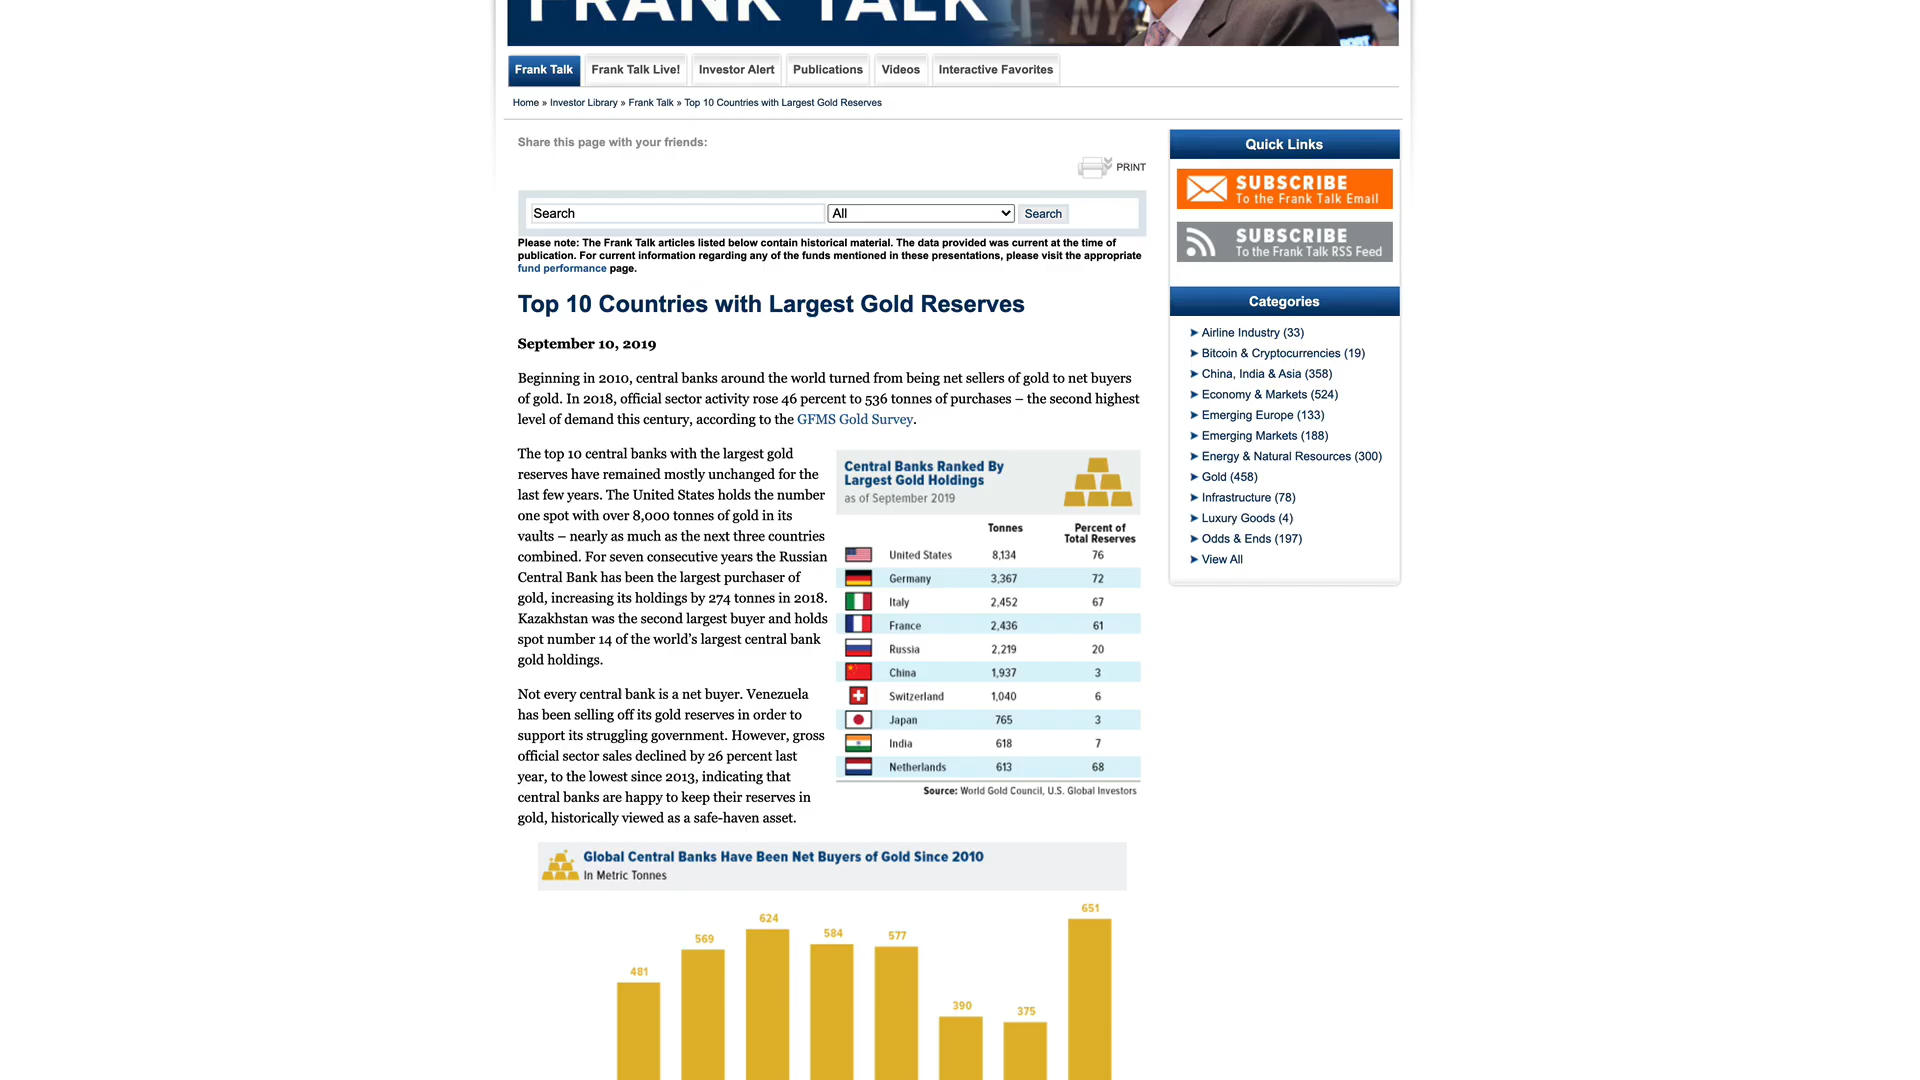 FRANK TALK
NY
Frank Talk
Frank Talk Live!
Investor Alert
Publications
Videos
Interactive Favorites
Home » Investor Library » Frank Talk » Top 10 Countries with Largest Gold Reserves
Share this page with your friends:
PRINT
Search
All
Search
Please note: The Frank Talk articles listed below contain historical material. The data provided was current at the time of
publication. For current information regarding any of the funds mentioned in these presentations, please visit the appropriate
fund performance page.
Top 10 Countries with Largest Gold Reserves
September 10, 2019
Beginning in 2010, central banks around the world turned from being net sellers of gold to net buyers
of gold. In 2018, official sector activity rose 46 percent to 536 tonnes of purchases – the second highest
level of demand this century, according to the GFMS Gold Survey.
The top 10 central banks with the largest gold
reserves have remained mostly unchanged for the
last few years. The United States holds the number
one spot with over 8,000 tonnes of gold in its
vaults – nearly as much as the next three countries
combined. For seven consecutive years the Russian
Central Bank has been the largest purchaser of
gold, increasing its holdings by 274 tonnes in 2018.
Kazakhstan was the second largest buyer and holds
spot number 14 of the world's largest central bank
gold holdings.
Not every central bank is a net buyer. Venezuela
has been selling off its gold reserves in order to
support its struggling government. However, gross
official sector sales declined by 26 percent last
year, to the lowest since 2013, indicating that
central banks are happy to keep their reserves in
gold, historically viewed as a safe-haven asset.
Central Banks Ranked By
Largest Gold Holdings
as of September 2019
Tonnes
Percent of
Total Reserves
United States 8,134 76
Germany 3,367 72
Italy 2,452 67
France 2,436 61
Russia 2,219 20
China 1,937 3
Switzerland 1,040 6
Japan 765 3
India 618 7
Netherlands 613 68
Source: World Gold Council, U.S. Global Investors
Global Central Banks Have Been Net Buyers of Gold Since 2010
In Metric Tonnes
481
569
624
584
577
390
375
651
Quick Links
SUBSCRIBE
To the Frank Talk Email
SUBSCRIBE
To the Frank Talk RSS Feed
Categories
Airline Industry (33)
Bitcoin & Cryptocurrencies (19)
China, India & Asia (358)
Economy & Markets (524)
Emerging Europe (133)
Emerging Markets (188)
Energy & Natural Resources (300)
Gold (458)
Infrastructure (78)
Luxury Goods (4)
Odds & Ends (197)
View All